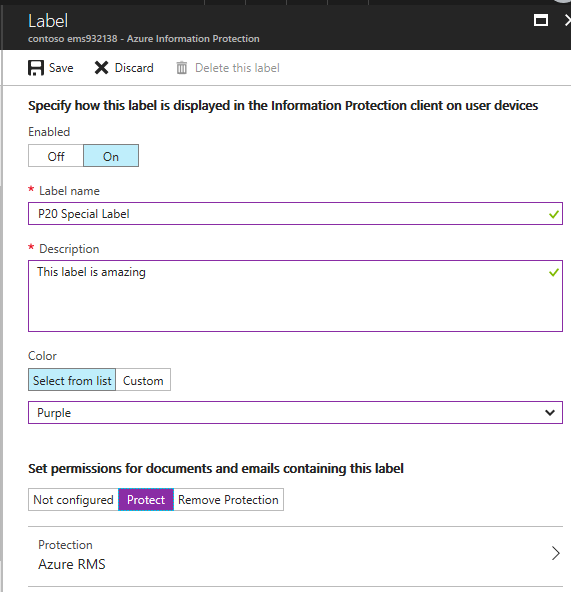 Label
contoso ems932138 - Azure Information Protection
Save Discard Delete this label
Specify how this label is displayed in the Information Protection client on user devices
Enabled
Off On
* Label name
P20 Special Label
* Description
This label is amazing
Color
Select from list Custom
Purple
Set permissions for documents and emails containing this label
Not configured Protect Remove Protection
Protection
Azure RMS